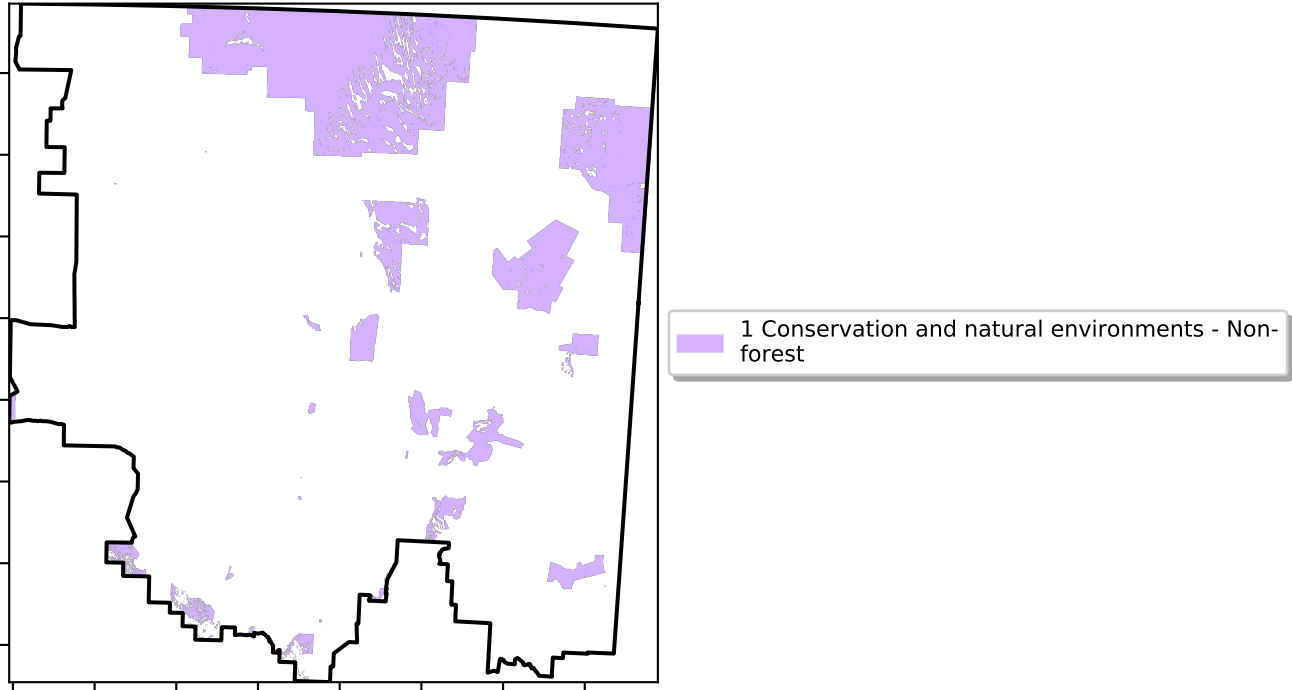 1 Conservation and natural environments - Non-
forest